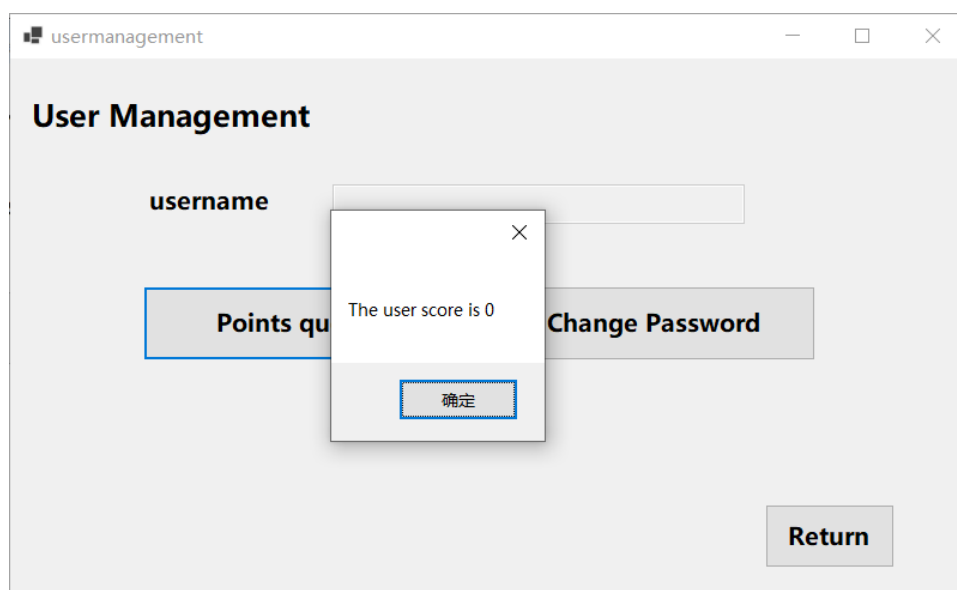 usermanagement
User Management
username
The user score is 0
Points qu
Change Password
确定
Return